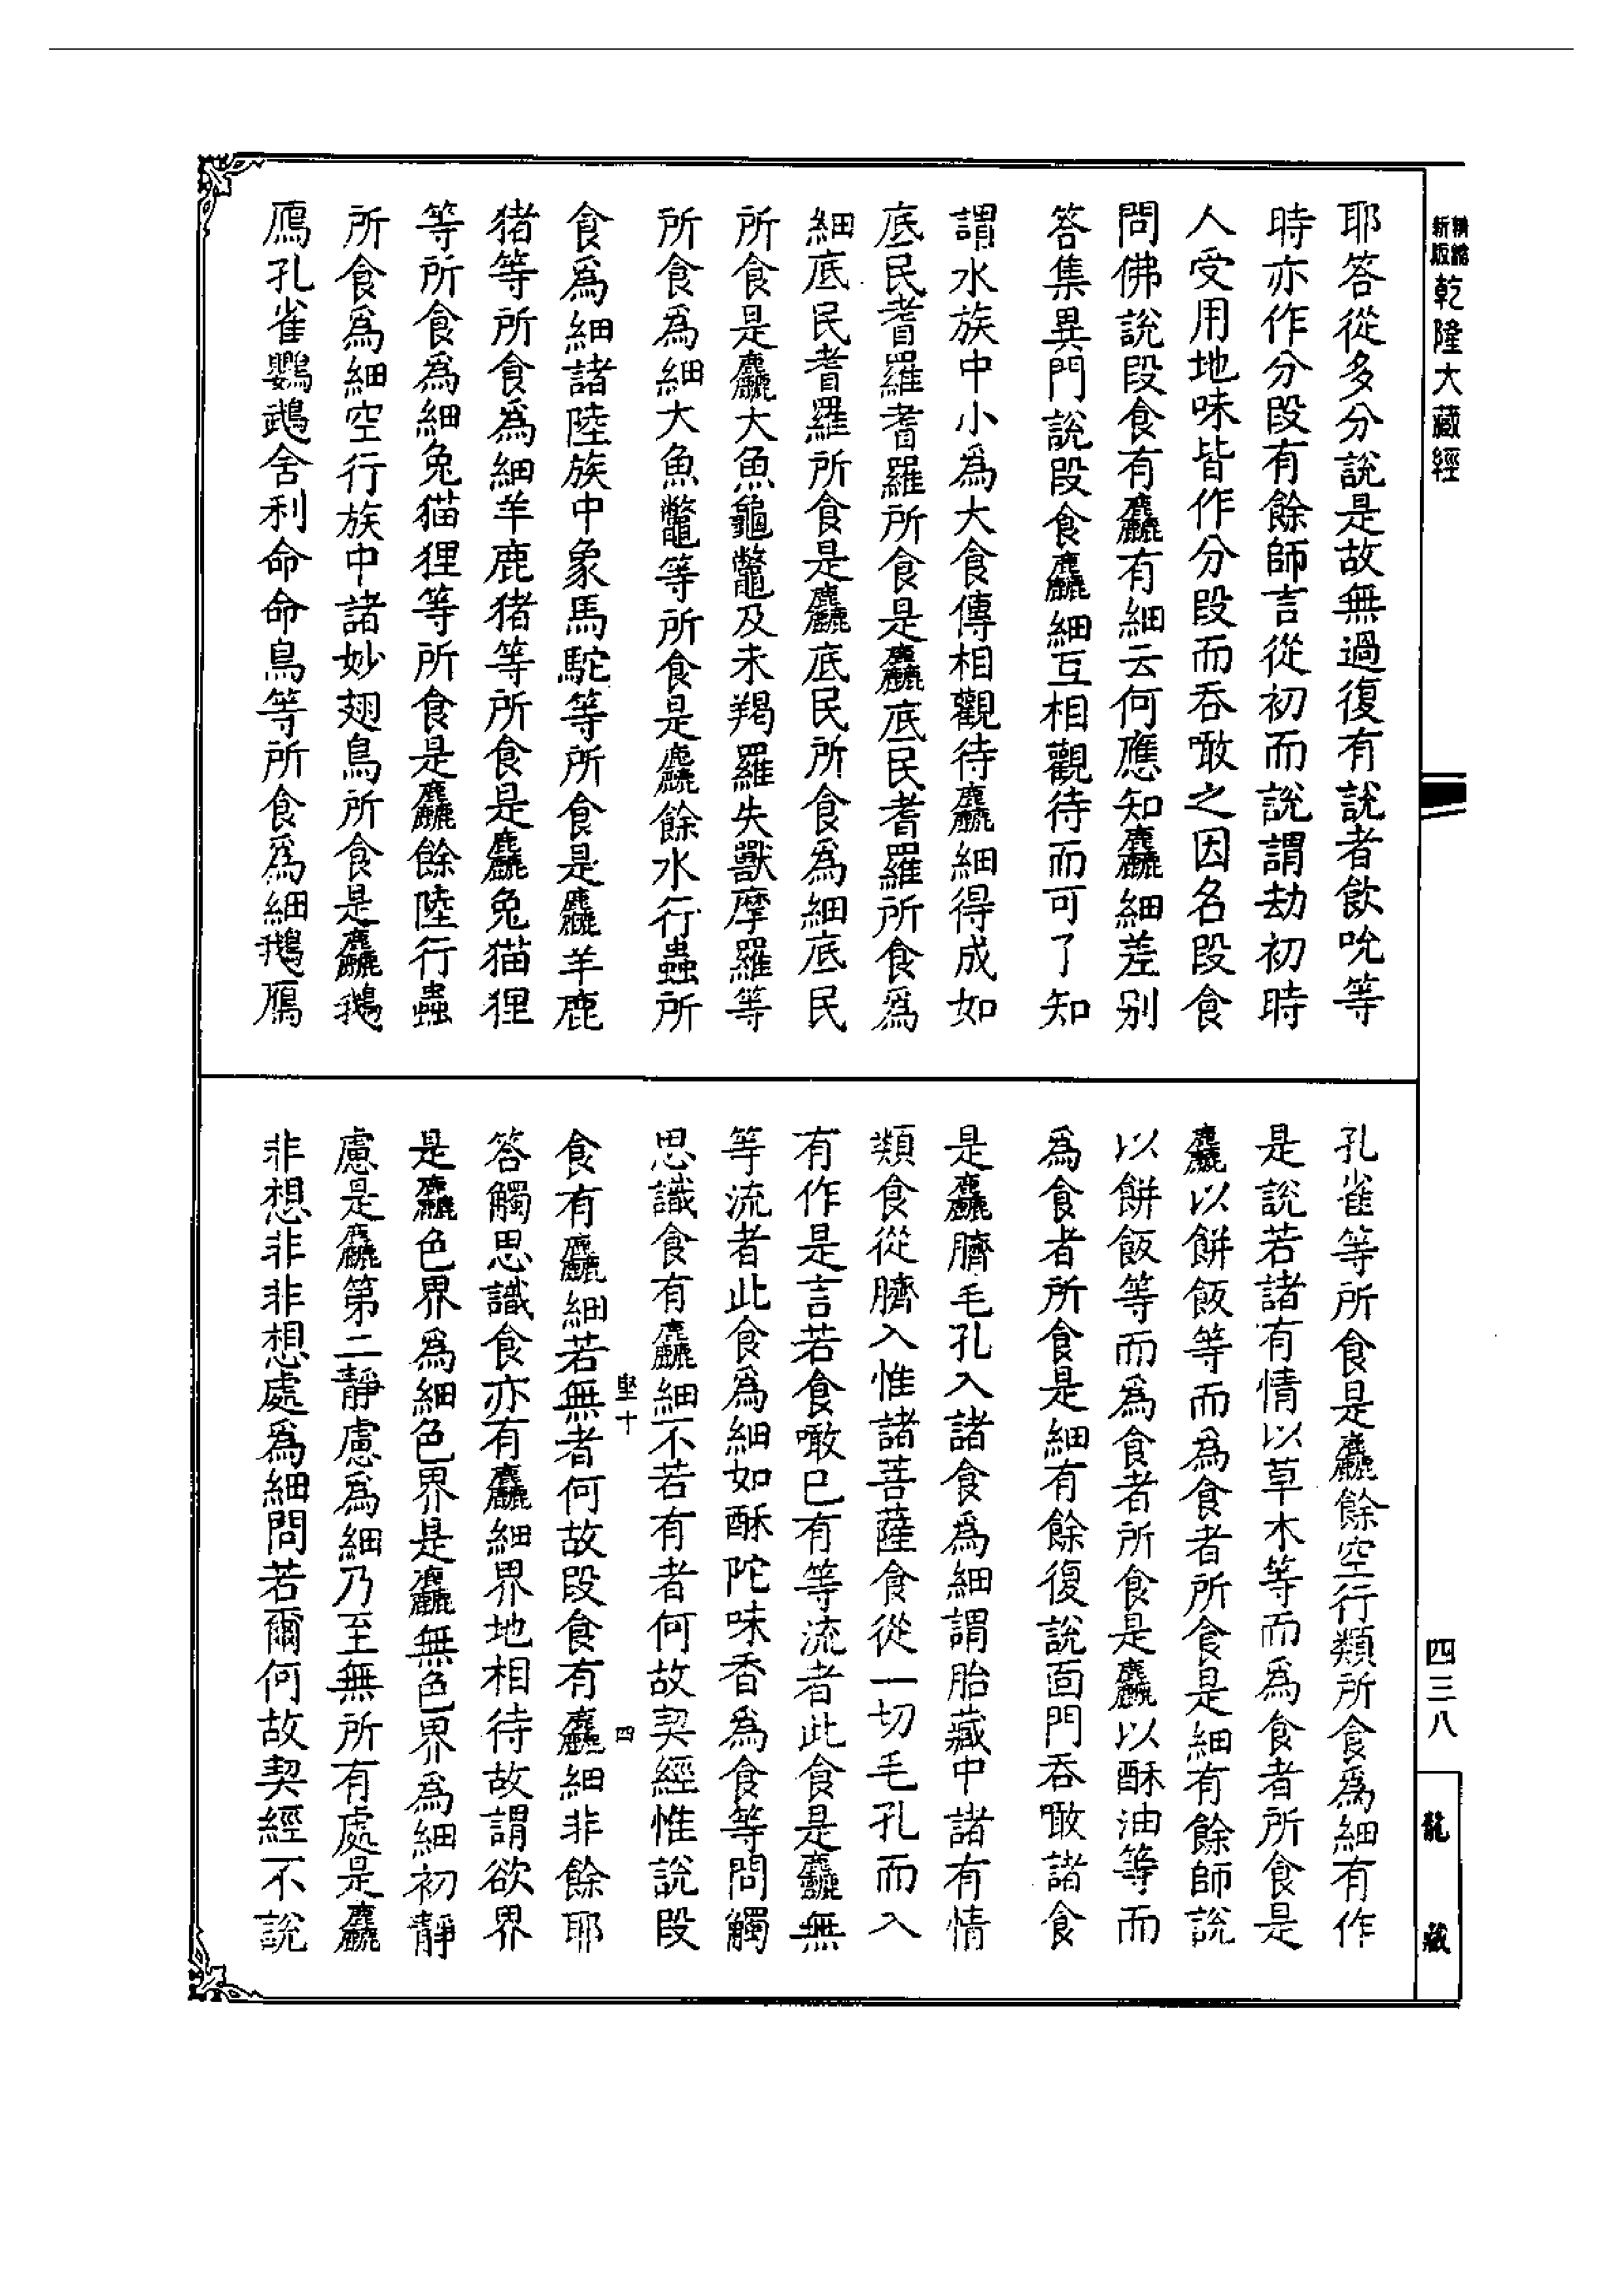 精縮
新版
乾隆大藏經
四三八
龍藏
耶答從多分說是故無過復有說者飲吮等
時亦作分段有餘師言從初而說謂劫初時
人受用地味皆作分段而吞噉之因名段食
問佛說段食有麤有細云何應知麤細差别
答集異門說段食麤細互相觀待而可了知
謂水族中小為大食傳相觀待麤細得成如
底民耆羅耆羅所食是麤底民耆羅所食為
細底民耆羅所食是麤底民所食為細底民
所食是麤大魚龜鼈及末羯羅失獸摩羅等
所食為細大魚鼈等所食是麤餘水行蟲所
食爲細諸陸族中象馬駝等所食是麤羊鹿
猪等所食爲細羊鹿猪等所食是麤兔猫狸
等所食爲細兔猫狸等所食是麤餘陸行蟲
所食爲細空行族中諸妙翅鳥所食是麤鵝
鴈孔雀鸚鵡舍利命命鳥等所食爲細鵝鴈
孔雀等所食是麤餘空行類所食爲細有作
是說若諸有情以草木等而爲食者所食是
麤以餅飯等而為食者所食是細有餘師說
以餅飯等而爲食者所食是麤以酥油等而
爲食者所食是細有餘復說面門吞噉諸食
是麤臍毛孔入諸食爲細謂胎藏中諸有情
類食從臍入惟諸菩薩食從一切毛孔而入
有作是言若食噉已有等流者此食是麤無
等流者此食爲細如酥陀味香爲食等問觸
思識食有麤細不若有者何故契經惟說段
食有麤細若無者何故段食有麤細非餘耶
堅十
四
答觸思識食亦有麤細界地相待故謂欲界
是麤色界爲細色界是麤無色界為細初靜
慮是麤第二靜慮爲細乃至無所有處是麤
非想非非想處爲細問若爾何故契經不說